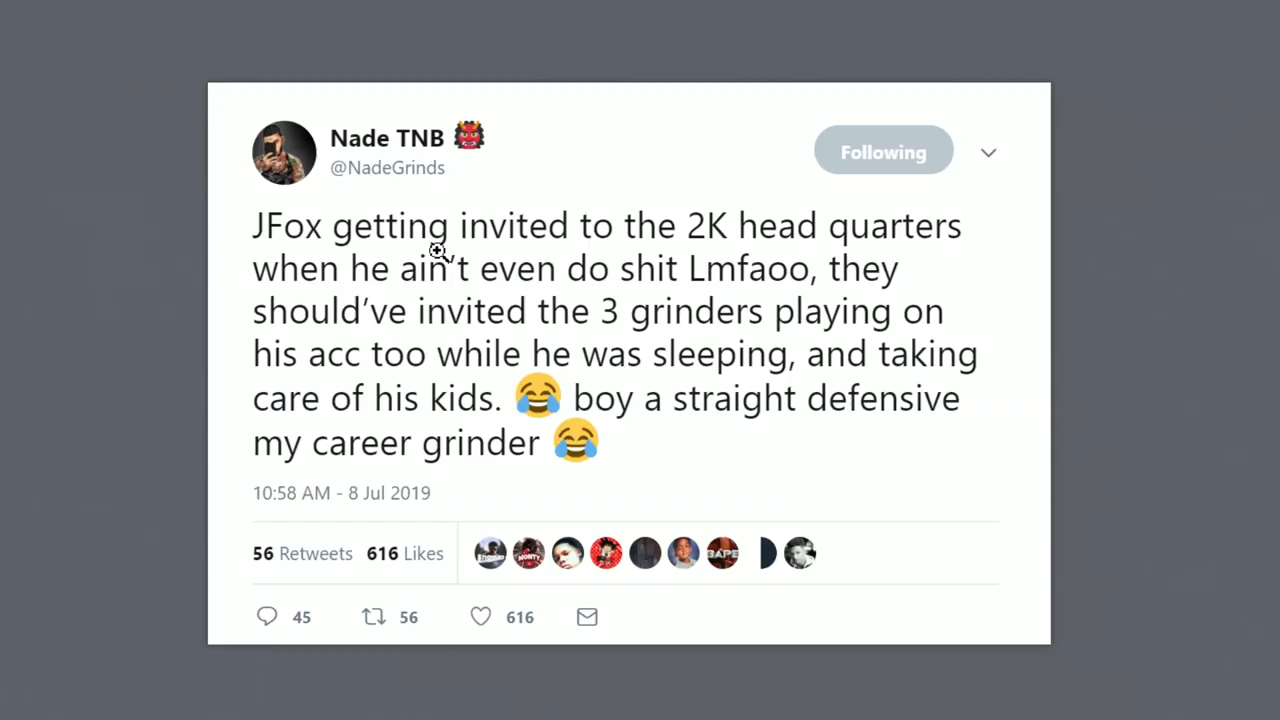 Nade TNB 👹
@NadeGrinds
Following
JFox getting invited to the 2K head quarters
when he ain't even do shit Lmfaoo, they
should've invited the 3 grinders playing on
his acc too while he was sleeping, and taking
care of his kids. 😂 boy a straight defensive
my career grinder 😂
10:58 AM - 8 Jul 2019
56 Retweets 616 Likes
MONTY
BAPE
45 56 616